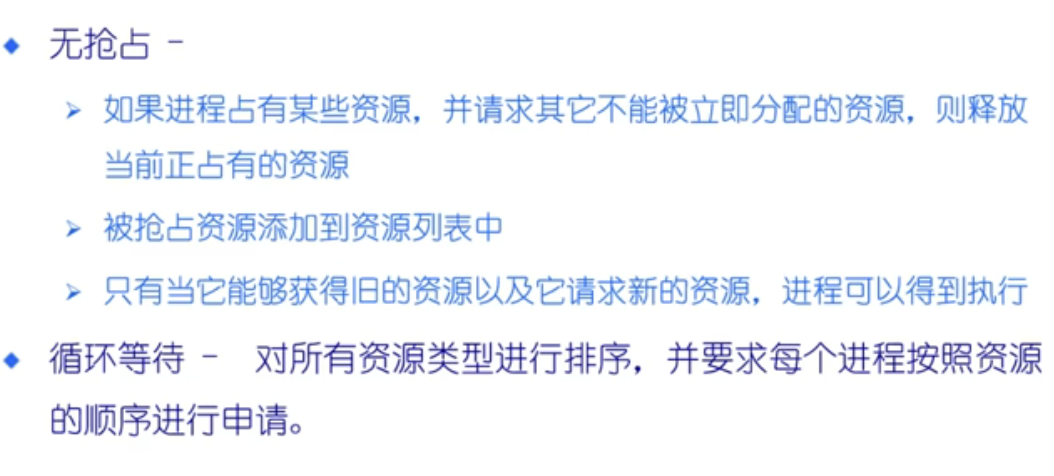 无抢占 -
如果进程占有某些资源，并请求其它不能被立即分配的资源，则释放
当前正占有的资源
被抢占资源添加到资源列表中
只有当它能够获得旧的资源以及它请求新的资源，进程可以得到执行
循环等待 - 对所有资源类型进行排序，并要求每个进程按照资源
的顺序进行申请。